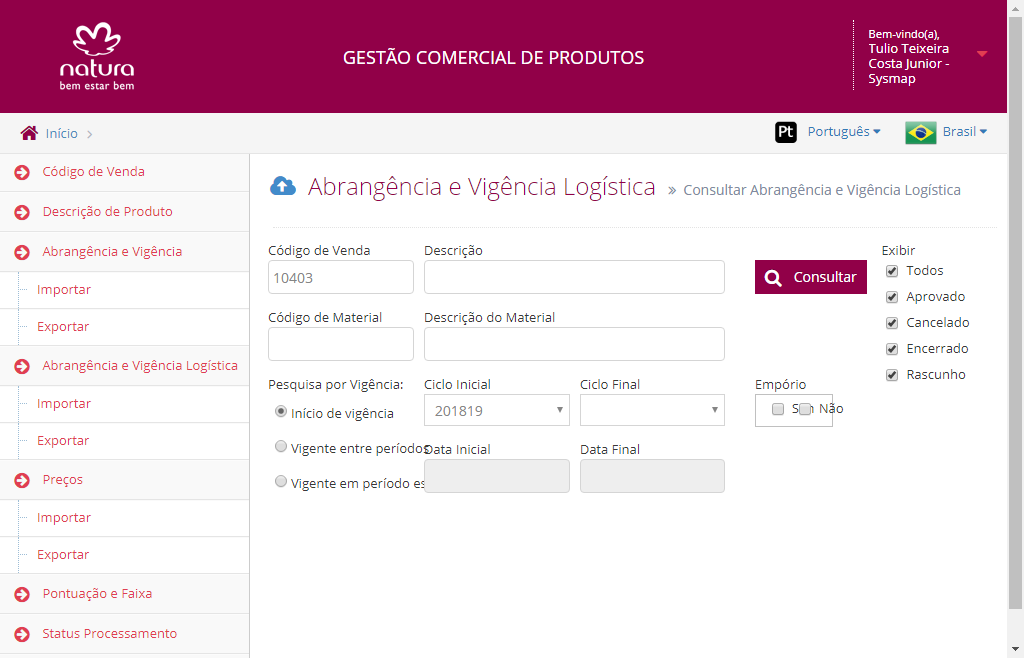 natura
bem estar bem
GESTÃO COMERCIAL DE PRODUTOS
Bem-vindo(a),
Tulio Teixeira
Costa Junior -
Sysmap
Início
Pt Português
Brasil
Código de Venda
Descrição de Produto
Abrangência e Vigência
Importar
Exportar
Abrangência e Vigência Logística
Importar
Exportar
Preços
Importar
Exportar
Pontuação e Faixa
Status Processamento
Abrangência e Vigência Logística » Consultar Abrangência e Vigência Logística
Código de Venda
10403
Descrição
Consultar
Exibir
Todos
Aprovado
Cancelado
Encerrado
Rascunho
Código de Material
Descrição do Material
Pesquisa por Vigência:
Início de vigência
Vigente entre períodos
Vigente em período es
Ciclo Inicial
201819
Ciclo Final
Data Inicial
Data Final
Empório
Não